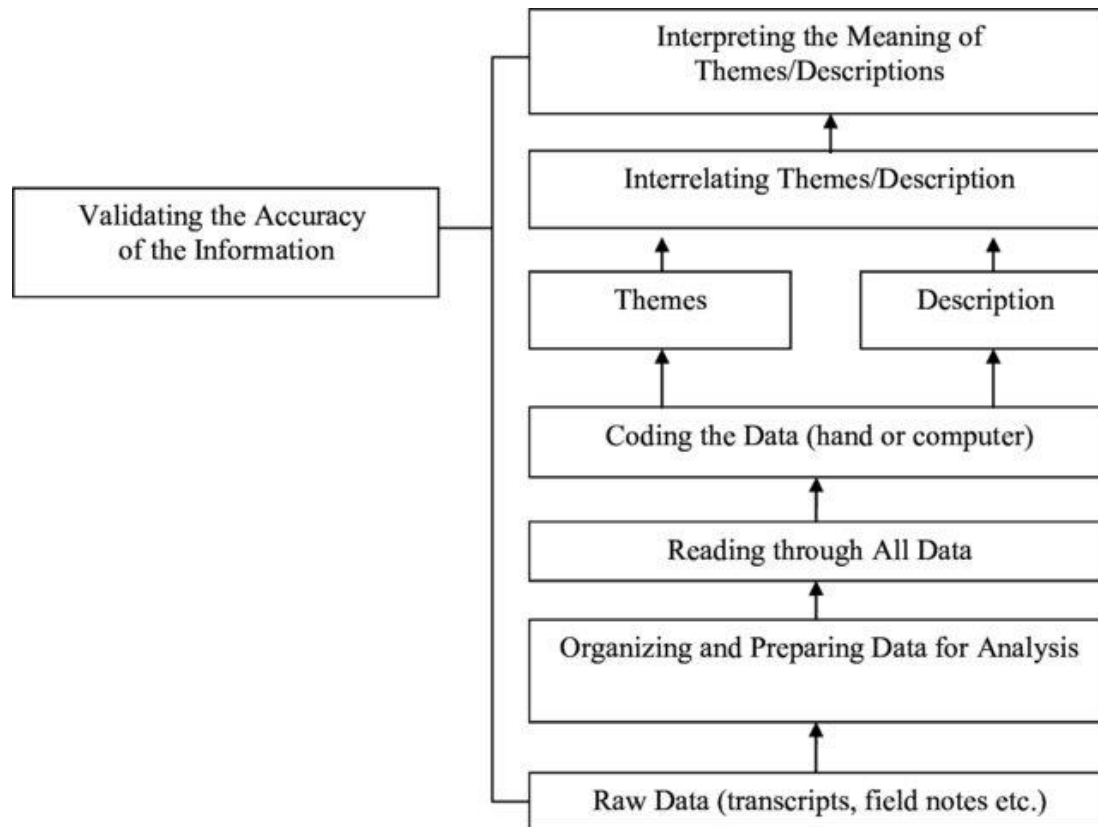 Interpreting the Meaning of
Themes/Descriptions
Interrelating Themes/Description
Validating the Accuracy
of the Information
Themes
Description
Coding the Data (hand or computer)
Reading through All Data
Organizing and Preparing Data for Analysis
Raw Data (transcripts, field notes etc.)